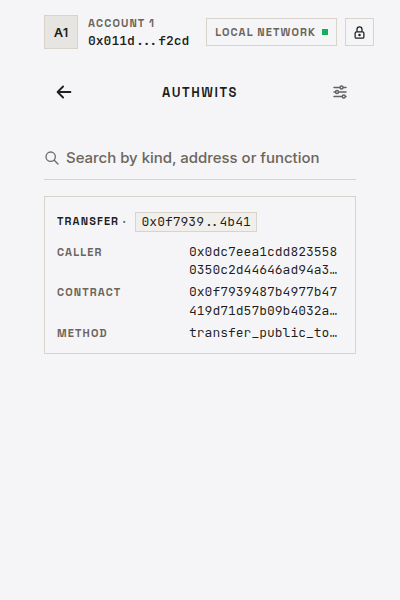 A1
ACCOUNT 1
0x011d...f2cd
LOCAL NETWORK
AUTHWITS
Search by kind, address or function
TRANSFER · 0x0f7939..4b41
CALLER 0x0dc7eea1cdd823558
0350c2d44646ad94a3…
CONTRACT 0x0f7939487b4977b47
419d71d57b09b4032a…
METHOD transfer_public_to…